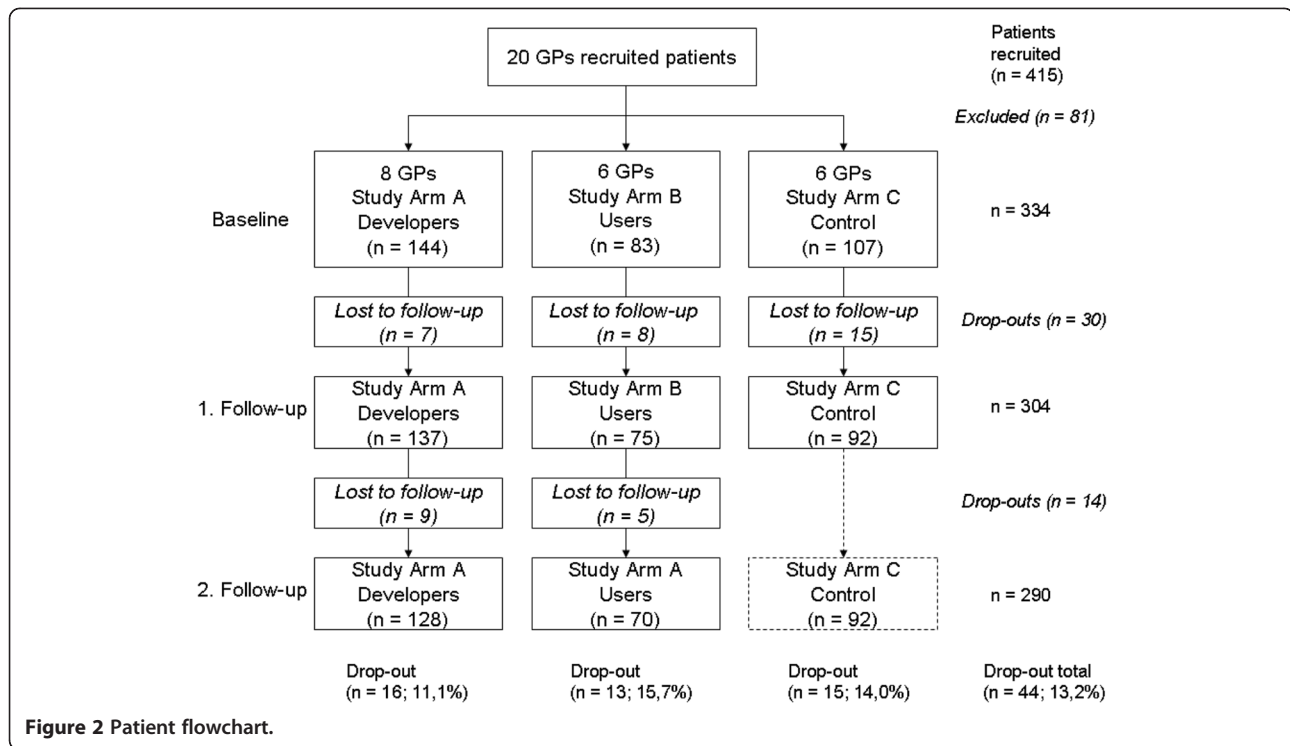 20 GPs recruited patients
Patients
recruited
(n = 415)
Excluded (n = 81)
Baseline
8 GPs
Study Arm A
Developers
(n = 144)
6 GPs
Study Arm B
Users
(n = 83)
6 GPs
Study Arm C
Control
(n = 107)
n = 334
Lost to follow-up
(n = 7)
Lost to follow-up
(n = 8)
Lost to follow-up
(n = 15)
Drop-outs (n = 30)
1. Follow-up
Study Arm A
Developers
(n = 137)
Study Arm B
Users
(n = 75)
Study Arm C
Control
(n = 92)
n = 304
Lost to follow-up
(n = 9)
Lost to follow-up
(n = 5)
Drop-outs (n = 14)
2. Follow-up
Study Arm A
Developers
(n = 128)
Study Arm A
Users
(n = 70)
Study Arm C
Control
(n = 92)
n = 290
Drop-out
(n = 16; 11,1%)
Drop-out
(n = 13; 15,7%)
Drop-out
(n = 15; 14,0%)
Drop-out total
(n = 44; 13,2%)
Figure 2 Patient flowchart.